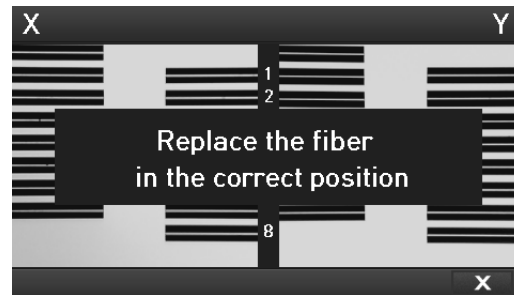 X Y
1
2
Replace the fiber
in the correct position
8
X